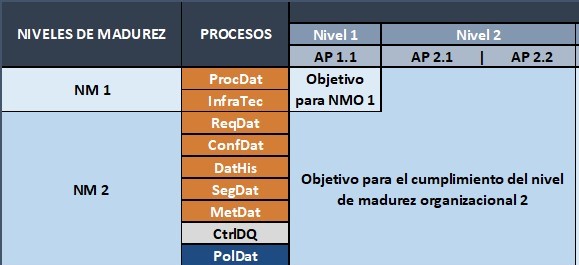 NIVELES DE MADUREZ PROCESOS Nivel 1 Nivel 2
AP 1.1 AP 2.1 | AP 2.2
NM 1
ProcDat
InfraTec
Objetivo
para NMO 1
NM 2
ReqDat
ConfDat
DatHis
SegDat
MetDat
CtrlDQ
PolDat
Objetivo para el cumplimiento del nivel
de madurez organizacional 2